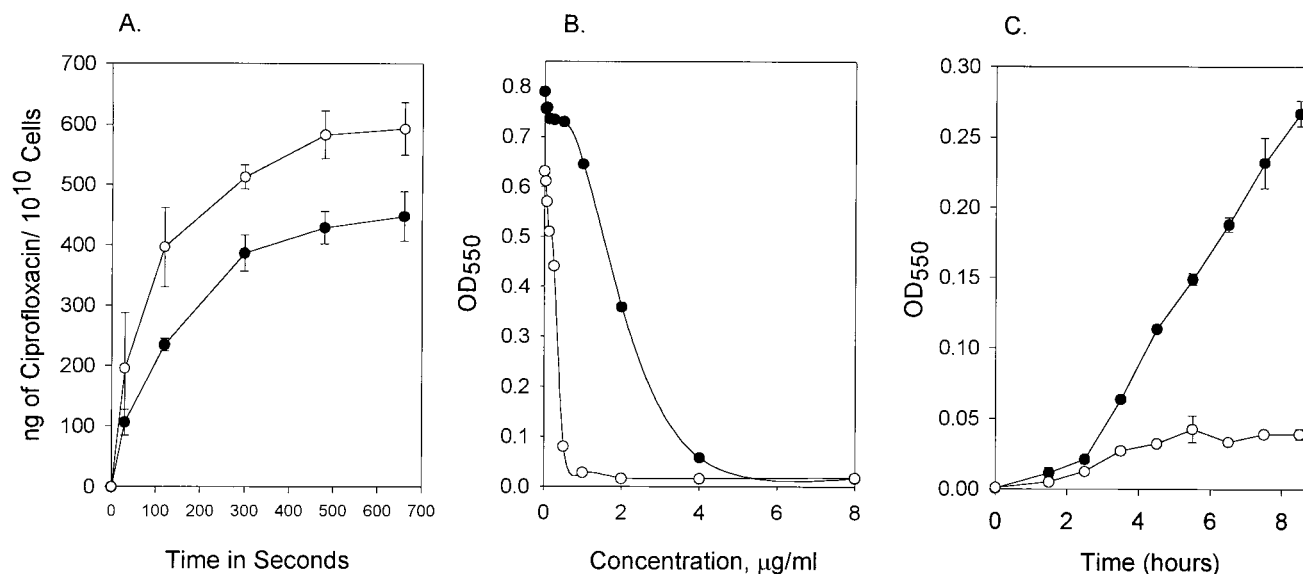 A.
ng of Ciprofloxacin/ 10^10 Cells
700
600
500
400
300
200
100
0
0 100 200 300 400 500 600 700
Time in Seconds
B.
OD550
0.8
0.7
0.6
0.5
0.4
0.3
0.2
0.1
0.0
0 2 4 6 8
Concentration, μg/ml
C.
OD550
0.30
0.25
0.20
0.15
0.10
0.05
0.00
0 2 4 6 8
Time (hours)